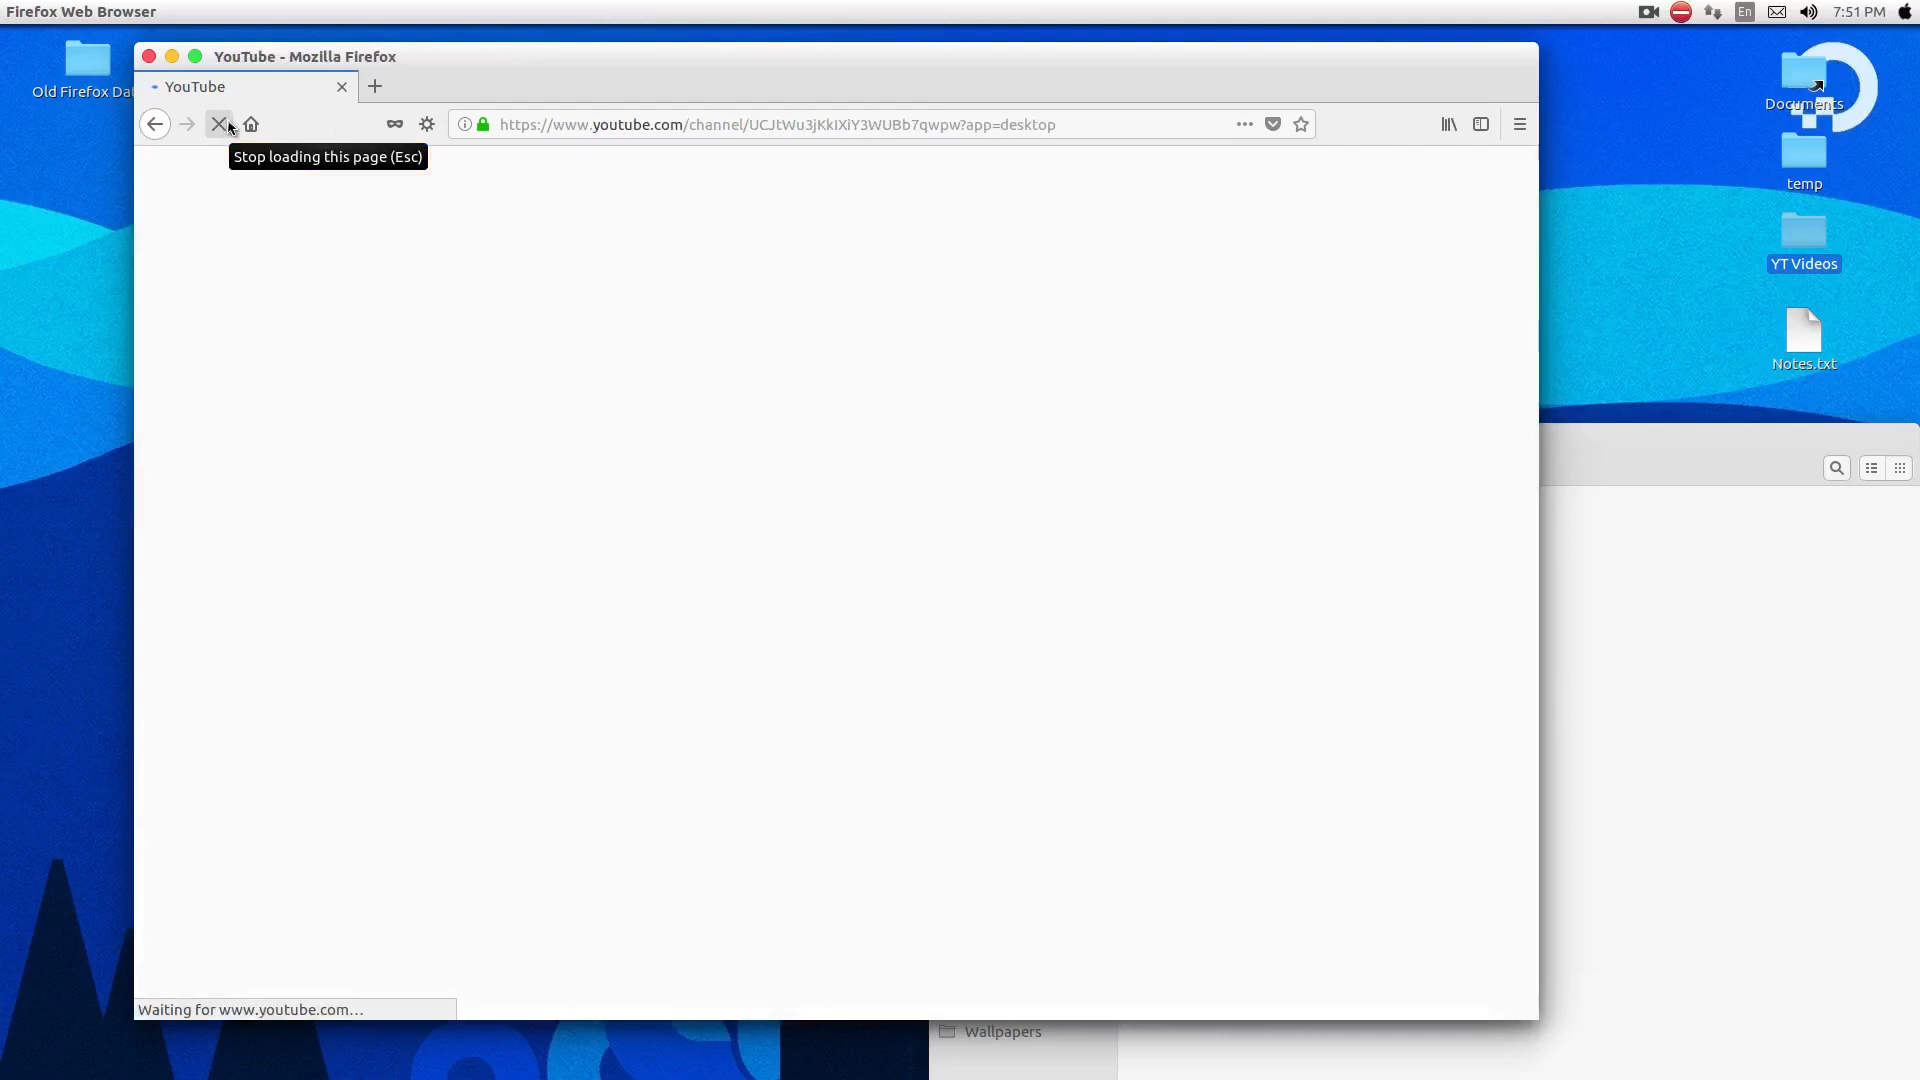 Firefox Web Browser
En
7:51 PM
Old Firefox Dat
YouTube - Mozilla Firefox
YouTube
https://www.youtube.com/channel/UCJtWu3jKkIXiY3WUBb7qwpw?app=desktop
Stop loading this page (Esc)
Documents
temp
YT Videos
Notes.txt
Waiting for www.youtube.com…
Wallpapers